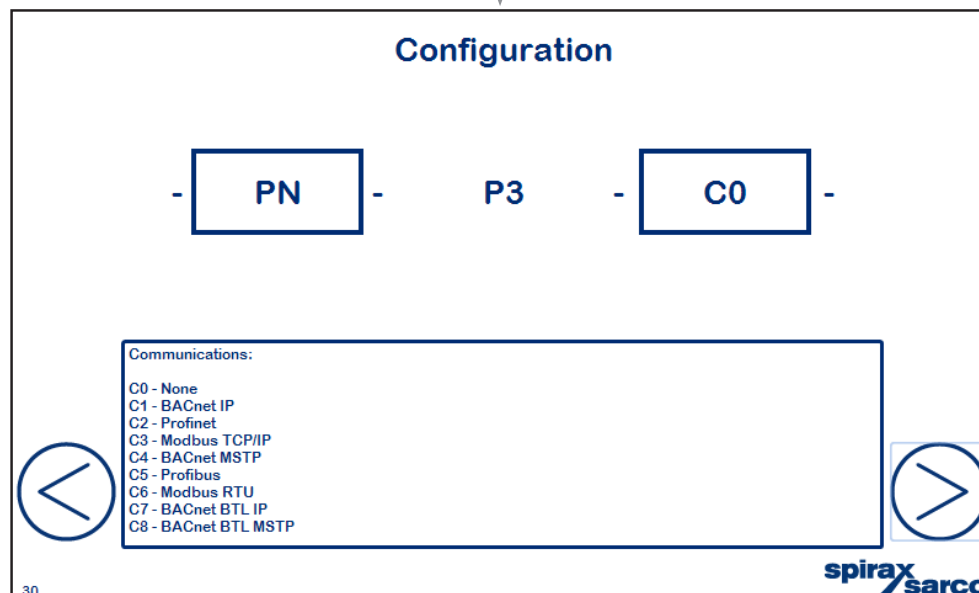 Configuration
- PN - P3 - C0 -
Communications:
C0 - None
C1 - BACnet IP
C2 - Profinet
C3 - Modbus TCP/IP
C4 - BACnet MSTP
C5 - Profibus
C6 - Modbus RTU
C7 - BACnet BTL IP
C8 - BACnet BTL MSTP
< >
30
spirax
sarco